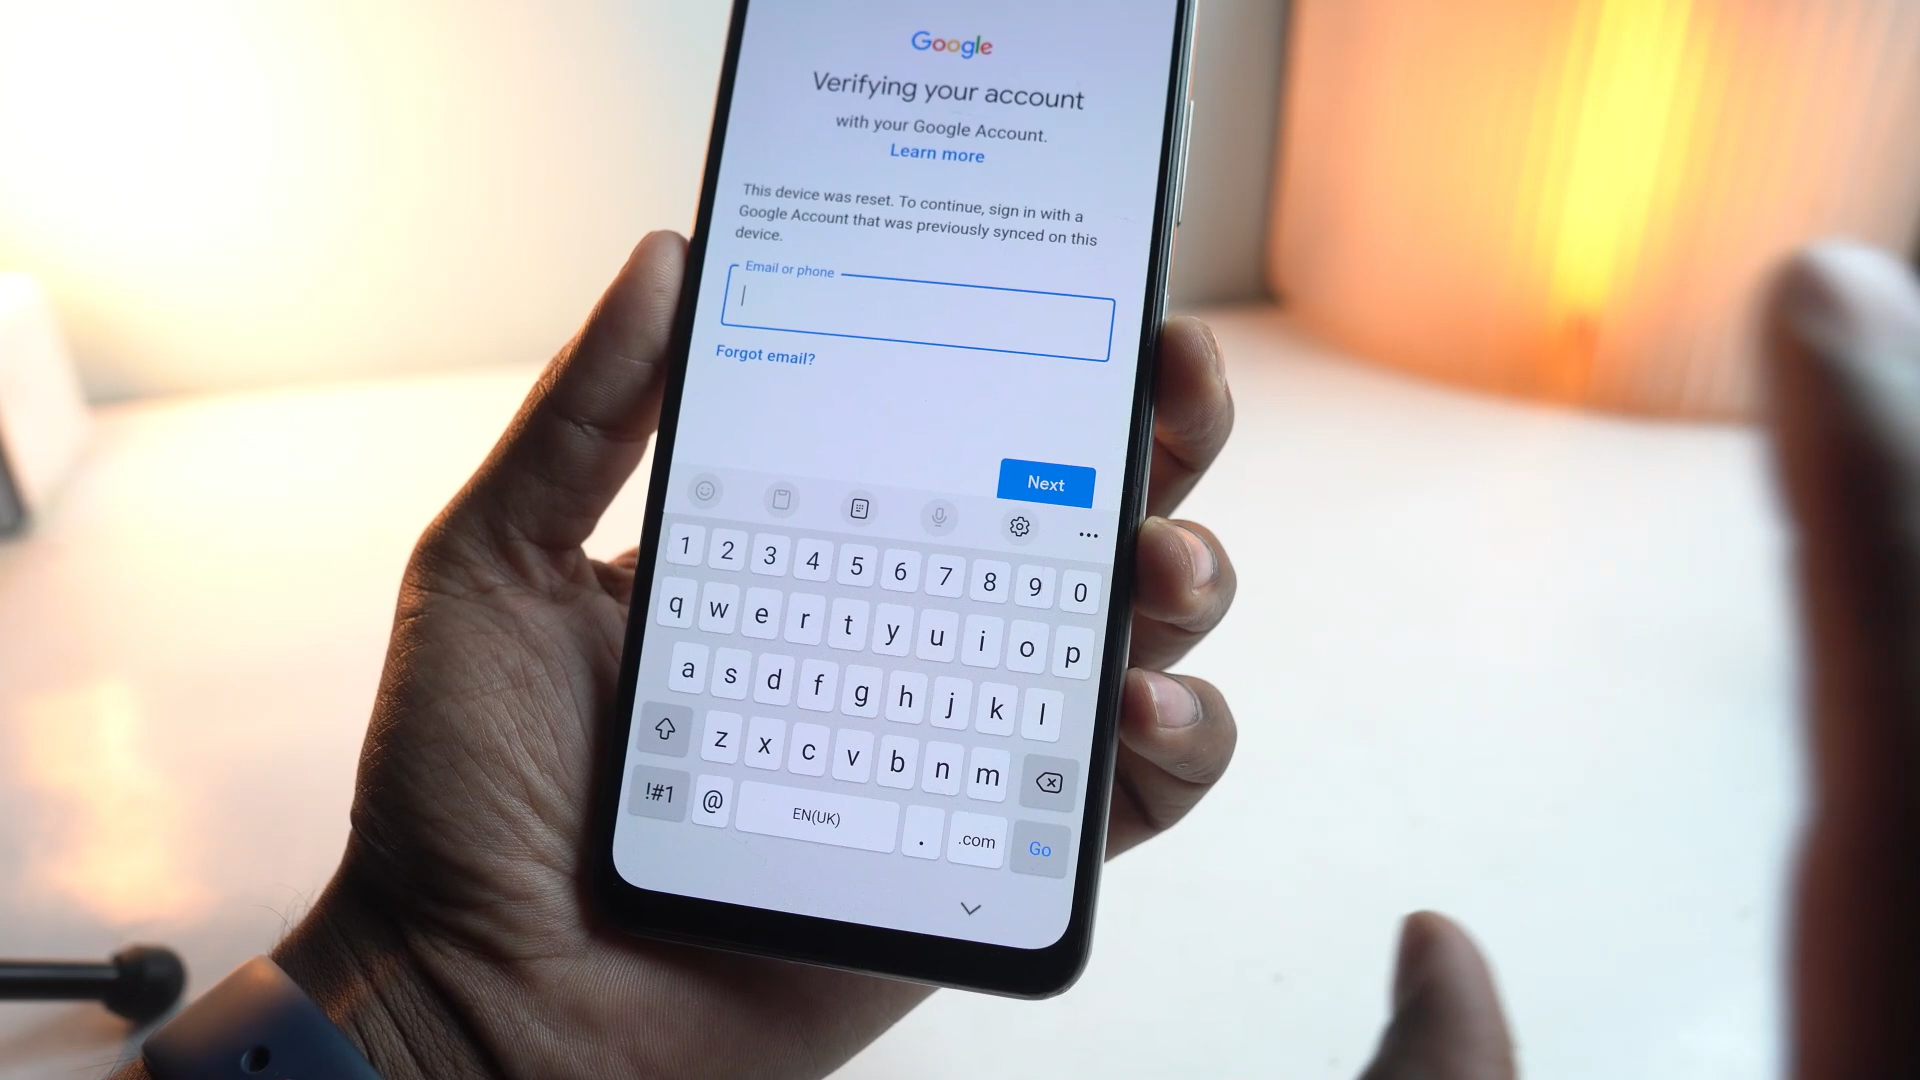 Google
Verifying your account
with your Google Account.
Learn more
This device was reset. To continue, sign in with a
Google Account that was previously synced on this
device.
Email or phone
Forgot email?
Next
1 2 3 4 5 6 7 8 9 0
q w e r t y u i o p
a s d f g h j k l
z x c v b n m
!#1 @ EN(UK) . .com Go